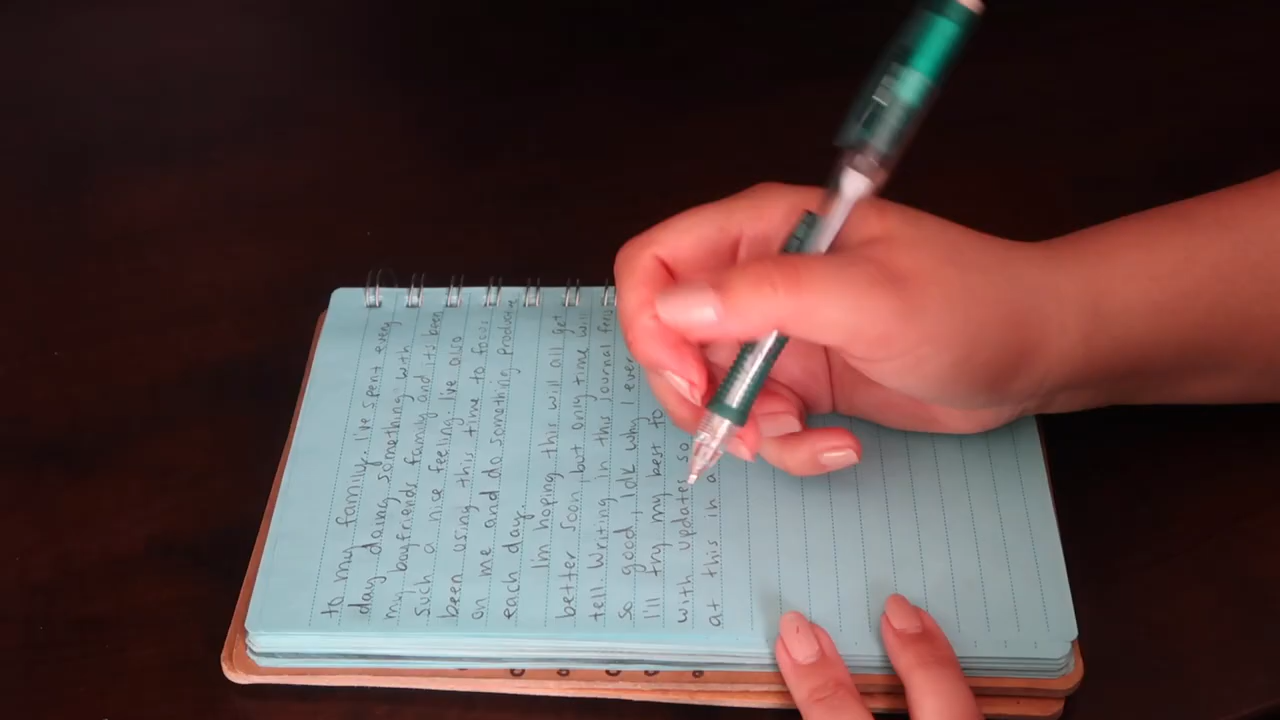 to my family. I've spent every
day doing something with
my boyfriends family and its been
such a nice feeling. I've also
been using this time to focus
on me and do something productive
each day.
I'm hoping this will all get
better soon, but only time will
tell. Writing in this journal feels
so good, idk why I ever
I'll try my best to
with updates so
at this in a